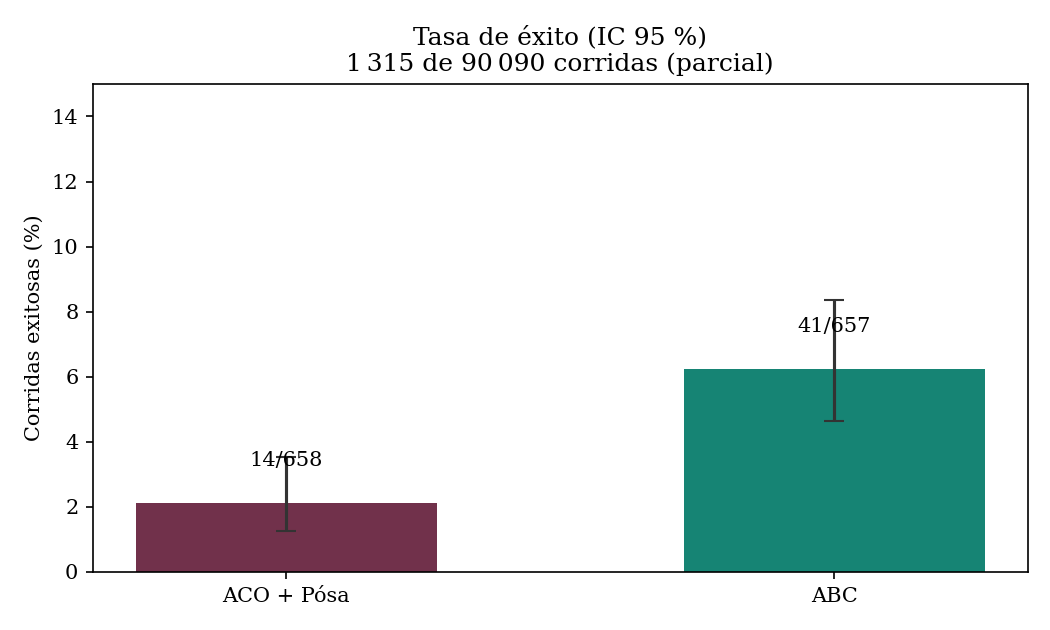 Tasa de éxito (IC 95 %)
1 315 de 90 090 corridas (parcial)
Corridas exitosas (%)
14
12
10
8
6
4
2
0
14/658
41/657
ACO + Pósa
ABC